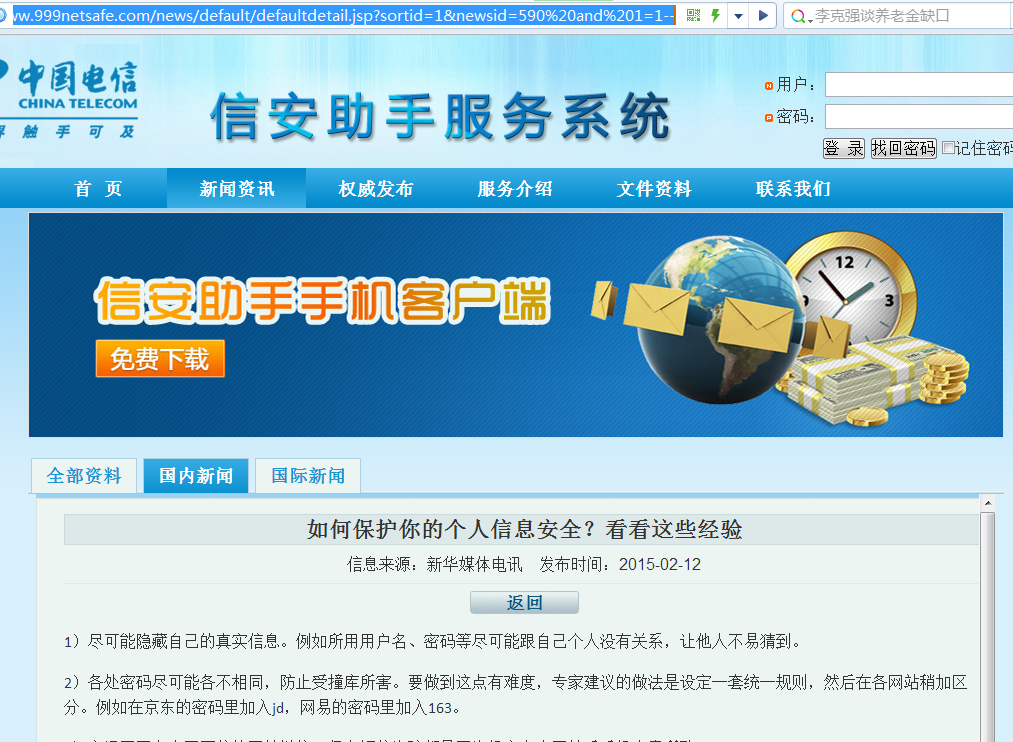 ww.999netsafe.com/news/default/defaultdetail.jsp?sortid=1&newsid=590%20and%201=1--
李克强谈养老金缺口
中国电信
CHINA TELECOM
触手可及
信安助手服务系统
用户：
密码：
登 录 找回密码 记住密码
首 页 新闻资讯 权威发布 服务介绍 文件资料 联系我们
信安助手手机客户端
免费下载
12
3
全部资料 国内新闻 国际新闻
如何保护你的个人信息安全？看看这些经验
信息来源：新华媒体电讯 发布时间：2015-02-12
返回
1）尽可能隐藏自己的真实信息。例如所用用户名、密码等尽可能跟自己个人没有关系，让他人不易猜到。
2）各处密码尽可能各不相同，防止受撞库所害。要做到这点有难度，专家建议的做法是设定一套统一规则，然后在各网站稍加区
分。例如在京东的密码里加入jd，网易的密码里加入163。